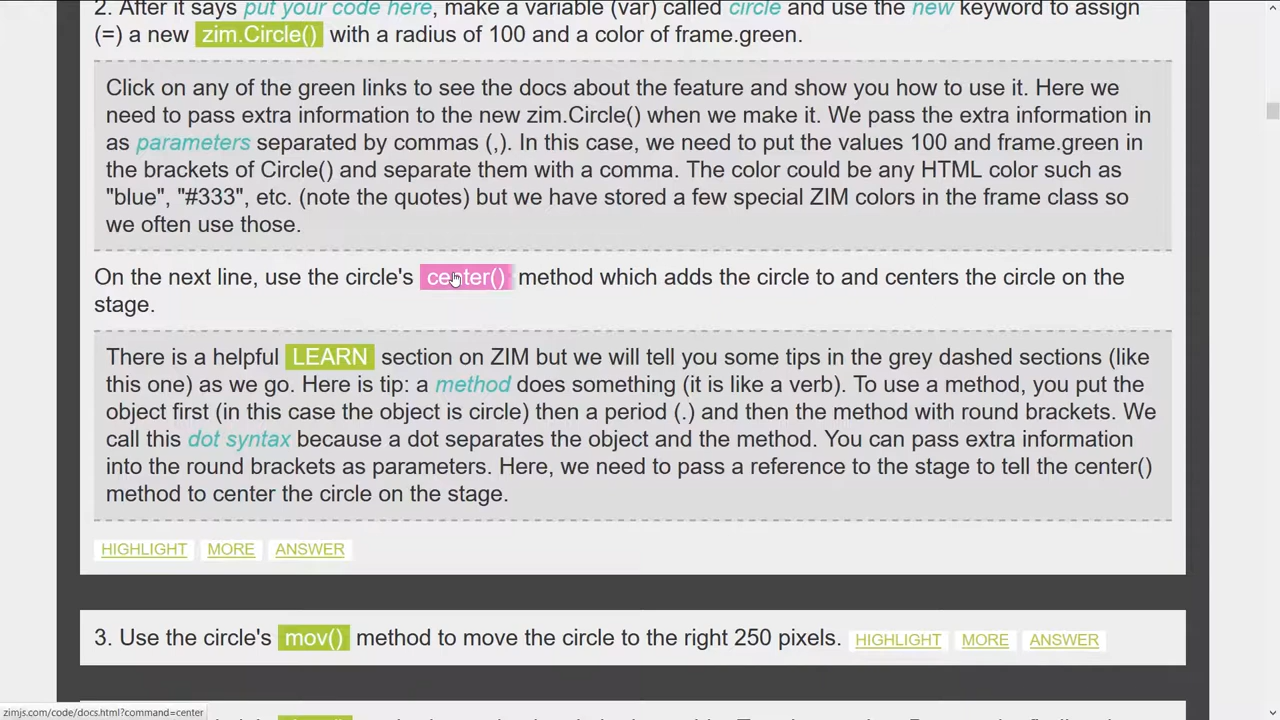 2. After it says put your code here, make a variable (var) called circle and use the new keyword to assign
(=) a new zim.Circle() with a radius of 100 and a color of frame.green.
Click on any of the green links to see the docs about the feature and show you how to use it. Here we
need to pass extra information to the new zim.Circle() when we make it. We pass the extra information in
as parameters separated by commas (,). In this case, we need to put the values 100 and frame.green in
the brackets of Circle() and separate them with a comma. The color could be any HTML color such as
"blue", "#333", etc. (note the quotes) but we have stored a few special ZIM colors in the frame class so
we often use those.
On the next line, use the circle's center() method which adds the circle to and centers the circle on the
stage.
There is a helpful LEARN section on ZIM but we will tell you some tips in the grey dashed sections (like
this one) as we go. Here is tip: a method does something (it is like a verb). To use a method, you put the
object first (in this case the object is circle) then a period (.) and then the method with round brackets. We
call this dot syntax because a dot separates the object and the method. You can pass extra information
into the round brackets as parameters. Here, we need to pass a reference to the stage to tell the center()
method to center the circle on the stage.
HIGHLIGHT MORE ANSWER
3. Use the circle's mov() method to move the circle to the right 250 pixels. HIGHLIGHT MORE ANSWER
zimjs.com/code/docs.html?command=center